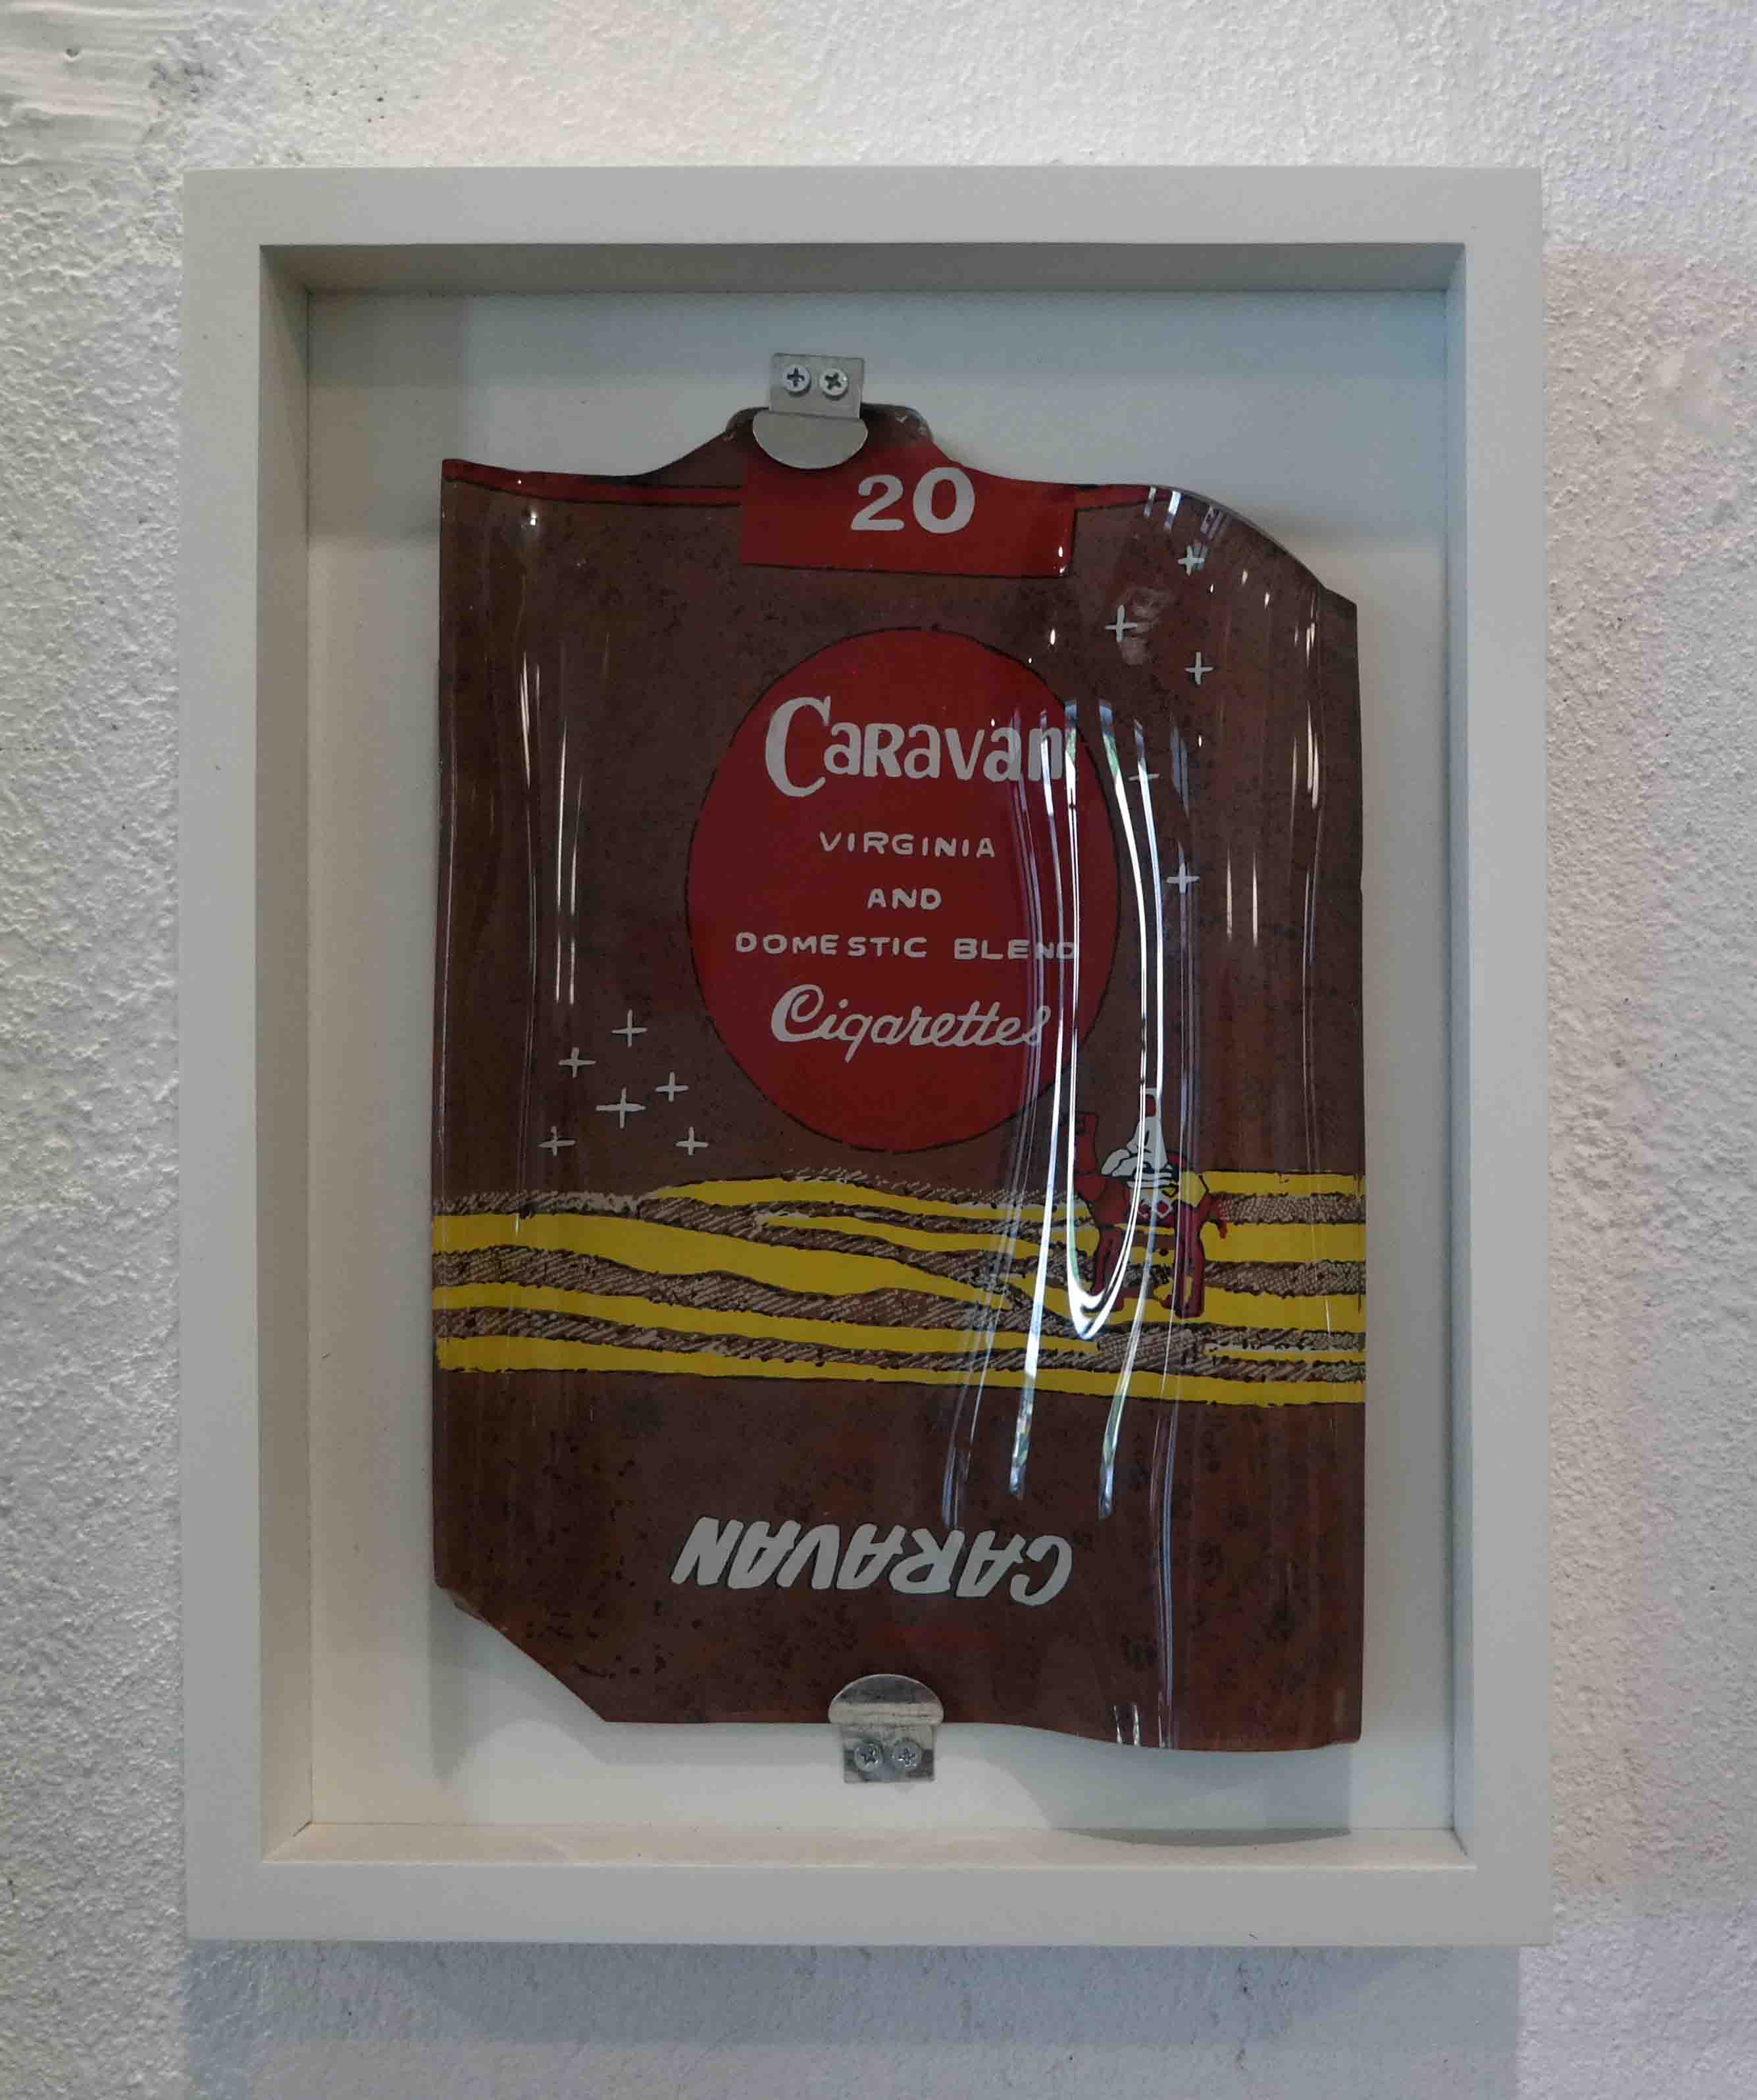 20
Caravan
VIRGINIA
AND
DOMESTIC BLEND
Cigarettes
CARAVAN